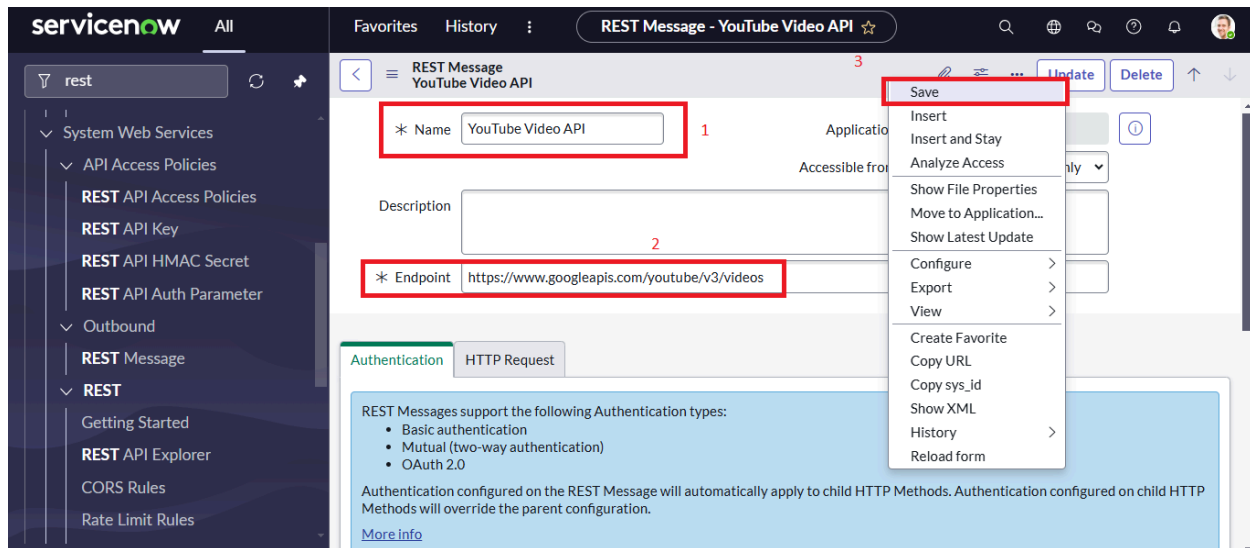 servicenow
All
Favorites
History
REST Message - YouTube Video API
rest
System Web Services
API Access Policies
REST API Access Policies
REST API Key
REST API HMAC Secret
REST API Auth Parameter
Outbound
REST Message
REST
Getting Started
REST API Explorer
CORS Rules
Rate Limit Rules
REST Message
YouTube Video API
3
Update
Delete
Name
YouTube Video API
1
Description
2
Endpoint
https://www.googleapis.com/youtube/v3/videos
Save
Insert
Insert and Stay
Analyze Access
Show File Properties
Move to Application...
Show Latest Update
Configure
Export
View
Create Favorite
Copy URL
Copy sys_id
Show XML
History
Reload form
Authentication
HTTP Request
REST Messages support the following Authentication types:
• Basic authentication
• Mutual (two-way authentication)
• OAuth 2.0
Authentication configured on the REST Message will automatically apply to child HTTP Methods. Authentication configured on child HTTP
Methods will override the parent configuration.
More info